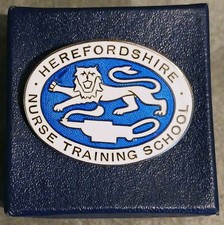 · HEREFORDSHIRE ·
NURSE TRAINING SCHOOL